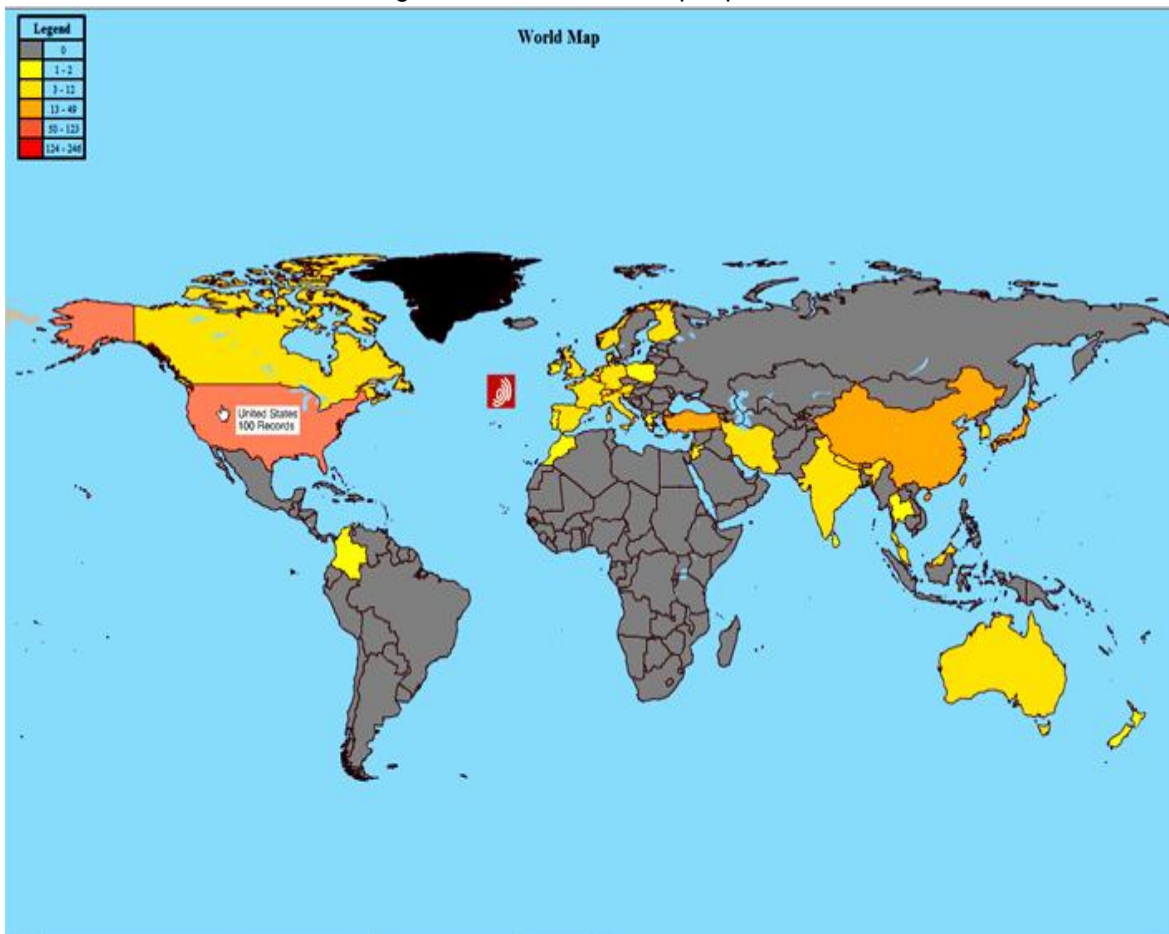 Legend
0
1 - 2
3 - 12
13 - 49
50 - 123
124 - 246
World Map
United States
100 Records